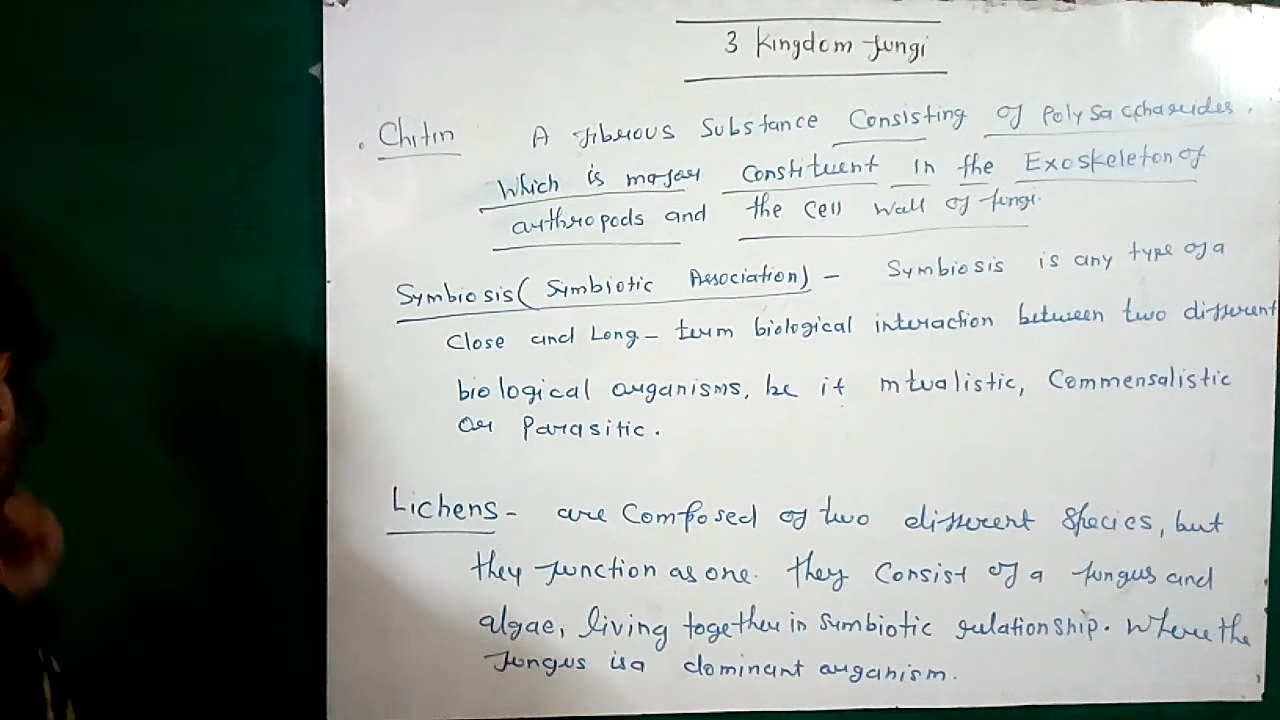 3 Kingdom fungi
. Chitin A fibrous Substance Consisting of Polysaccharides.
Which is major Constituent in the Exoskeleton of
arthropods and the cell wall of fungi.
Symbiosis (Symbiotic Association) - Symbiosis is any type of a
Close and Long-term biological interaction between two different
biological organisms, be it mtualistic, Commensalistic
or Parasitic.
Lichens - are Composed of two different Species, but
they function as one. they Consist of a fungus and
algae, living together in Symbiotic relationship. Where the
fungus is a dominant organism.